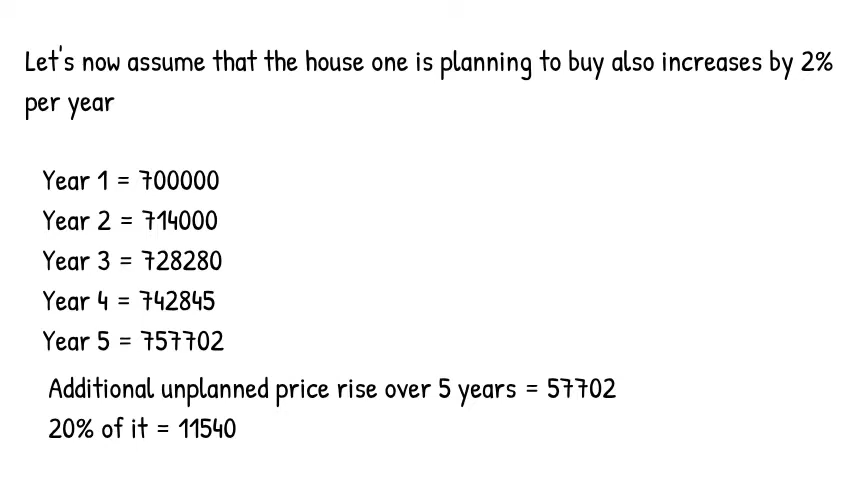 Let's now assume that the house one is planning to buy also increases by 2%
per year
Year 1 = 700000
Year 2 = 714000
Year 3 = 728280
Year 4 = 742845
Year 5 = 757702
Additional unplanned price rise over 5 years = 57702
20% of it = 11540